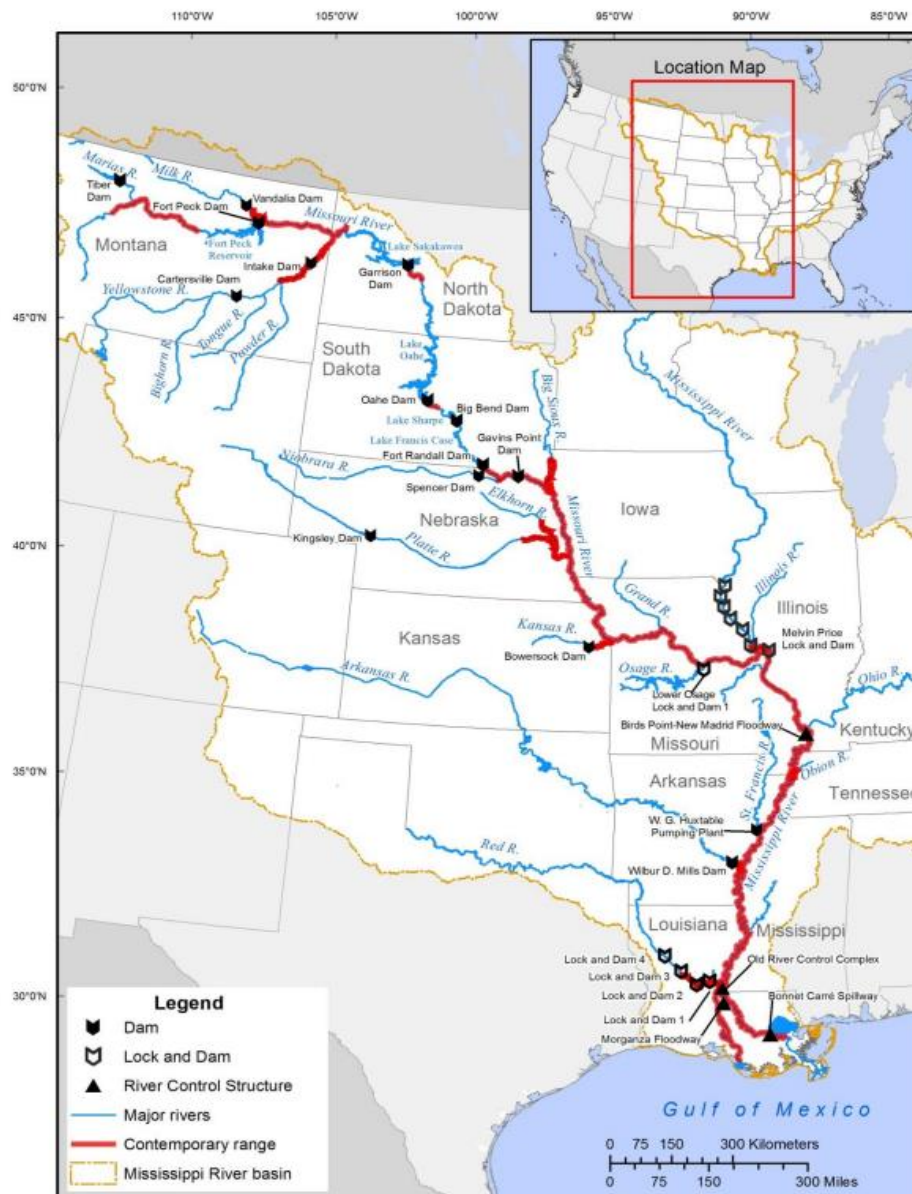 110°0'W
105°0'W
100°0'W
95°0'W
90°0'W
85°0'W
50°0'N
45°0'N
40°0'N
35°0'N
30°0'N
Location Map
Marias R.
Milk R.
Tiber
Dam
Vandalia Dam
Fort Peck Dam
Missouri River
Fort Peck
Reservoir
Montana
Intake Dam
Lake Sakakawea
Garrison
Dam
North
Dakota
Cartersville Dam
Yellowstone R.
Tongue R.
Powder R.
Bighorn R.
South
Dakota
Lake
Oahe
Oahe Dam
Big Bend Dam
Lake Sharpe
Gavins Point
Dam
Lake Francis Case
Fort Randall Dam
Big Sious R.
Mississippi River
Niobrara R.
Spencer Dam
Elkhorn R.
Missouri River
Iowa
Nebraska
Kingsley Dam
Platte R.
Grand R.
Illinois R.
Illinois
Melvin Price
Lock and Dam
Kansas
Kansas R.
Bowersock Dam
Osage R.
Lower Osage
Lock and Dam 1
Ohio R.
Arkansas R.
Birds Point-New Madrid Floodway
Kentucky
Missouri
St. Francis R.
Obion R.
Arkansas
Tennessee
W. G. Huxtable
Pumping Plant
Mississippi River
Red R.
Wilbur D. Mills Dam
Louisiana
Mississippi
Lock and Dam 4
Old River Control Complex
Lock and Dam 3
Lock and Dam 2
Bonnet Carré Spillway
Lock and Dam 1
Morganza Floodway
Legend
Dam
Lock and Dam
River Control Structure
Major rivers
Contemporary range
Mississippi River basin
Gulf of Mexico
0 75 150 300 Kilometers
0 75 150 300 Miles